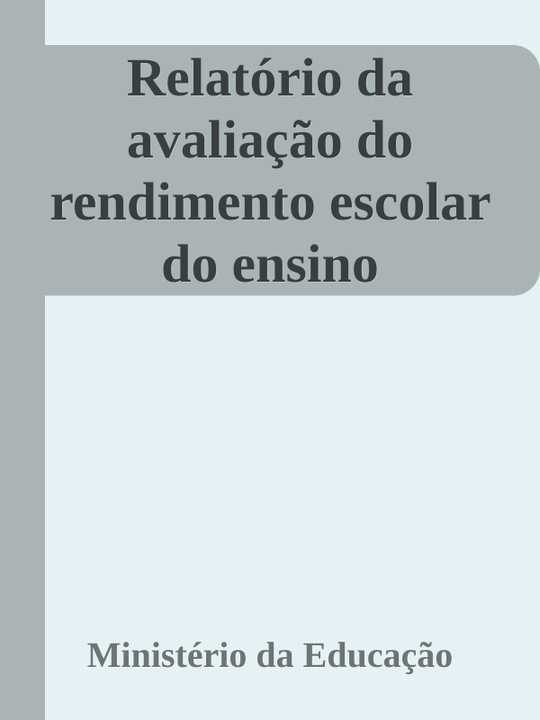 Relatório da
avaliação do
rendimento escolar
do ensino
Ministério da Educação